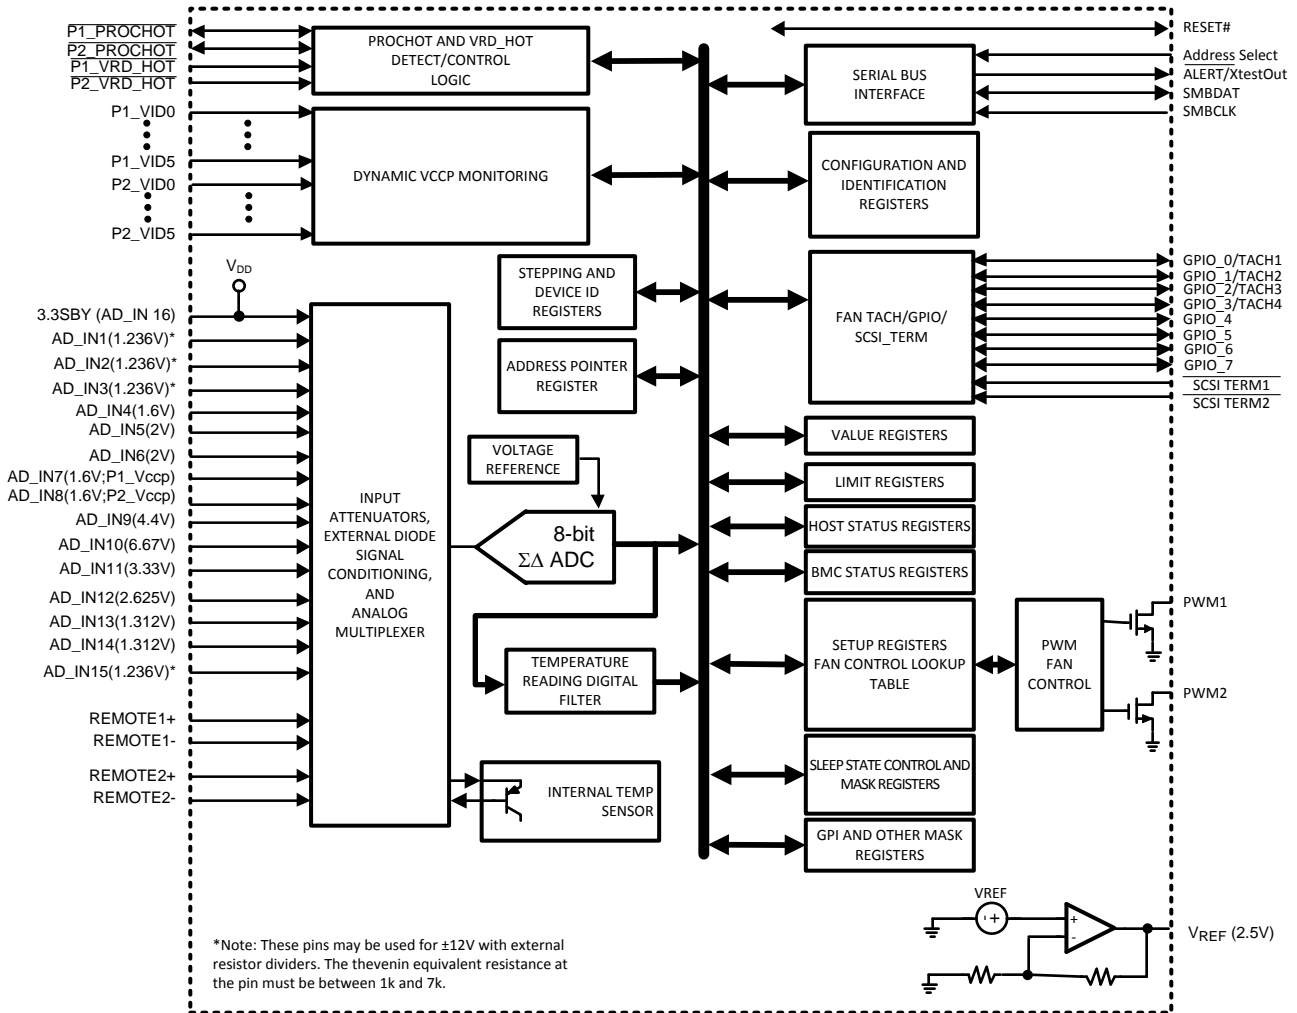 P1_PROCHOT
P2_PROCHOT
P1_VRD_HOT
P2_VRD_HOT
P1_VID0
P1_VID5
P2_VID0
P2_VID5
VDD
3.3SBY (AD_IN 16)
AD_IN1(1.236V)*
AD_IN2(1.236V)*
AD_IN3(1.236V)*
AD_IN4(1.6V)
AD_IN5(2V)
AD_IN6(2V)
AD_IN7(1.6V;P1_Vccp)
AD_IN8(1.6V;P2_Vccp)
AD_IN9(4.4V)
AD_IN10(6.67V)
AD_IN11(3.33V)
AD_IN12(2.625V)
AD_IN13(1.312V)
AD_IN14(1.312V)
AD_IN15(1.236V)*
REMOTE1+
REMOTE1-
REMOTE2+
REMOTE2-
PROCHOT AND VRD_HOT
DETECT/CONTROL
LOGIC
DYNAMIC VCCP MONITORING
STEPPING AND
DEVICE ID
REGISTERS
ADDRESS POINTER
REGISTER
VOLTAGE
REFERENCE
INPUT
ATTENUATORS,
EXTERNAL DIODE
SIGNAL
CONDITIONING,
AND
ANALOG
MULTIPLEXER
8-bit
ΣΔ ADC
TEMPERATURE
READING DIGITAL
FILTER
INTERNAL TEMP
SENSOR
SERIAL BUS
INTERFACE
CONFIGURATION AND
IDENTIFICATION
REGISTERS
FAN TACH/GPIO/
SCSI_TERM
VALUE REGISTERS
LIMIT REGISTERS
HOST STATUS REGISTERS
BMC STATUS REGISTERS
SETUP REGISTERS
FAN CONTROL LOOKUP
TABLE
PWM
FAN
CONTROL
SLEEP STATE CONTROL AND
MASK REGISTERS
GPI AND OTHER MASK
REGISTERS
RESET#
Address Select
ALERT/XtestOut
SMBDAT
SMBCLK
GPIO_0/TACH1
GPIO_1/TACH2
GPIO_2/TACH3
GPIO_3/TACH4
GPIO_4
GPIO_5
GPIO_6
GPIO_7
SCSI TERM1
SCSI TERM2
PWM1
PWM2
VREF
- +
+
-
VREF (2.5V)
*Note: These pins may be used for ±12V with external
resistor dividers. The thevenin equivalent resistance at
the pin must be between 1k and 7k.